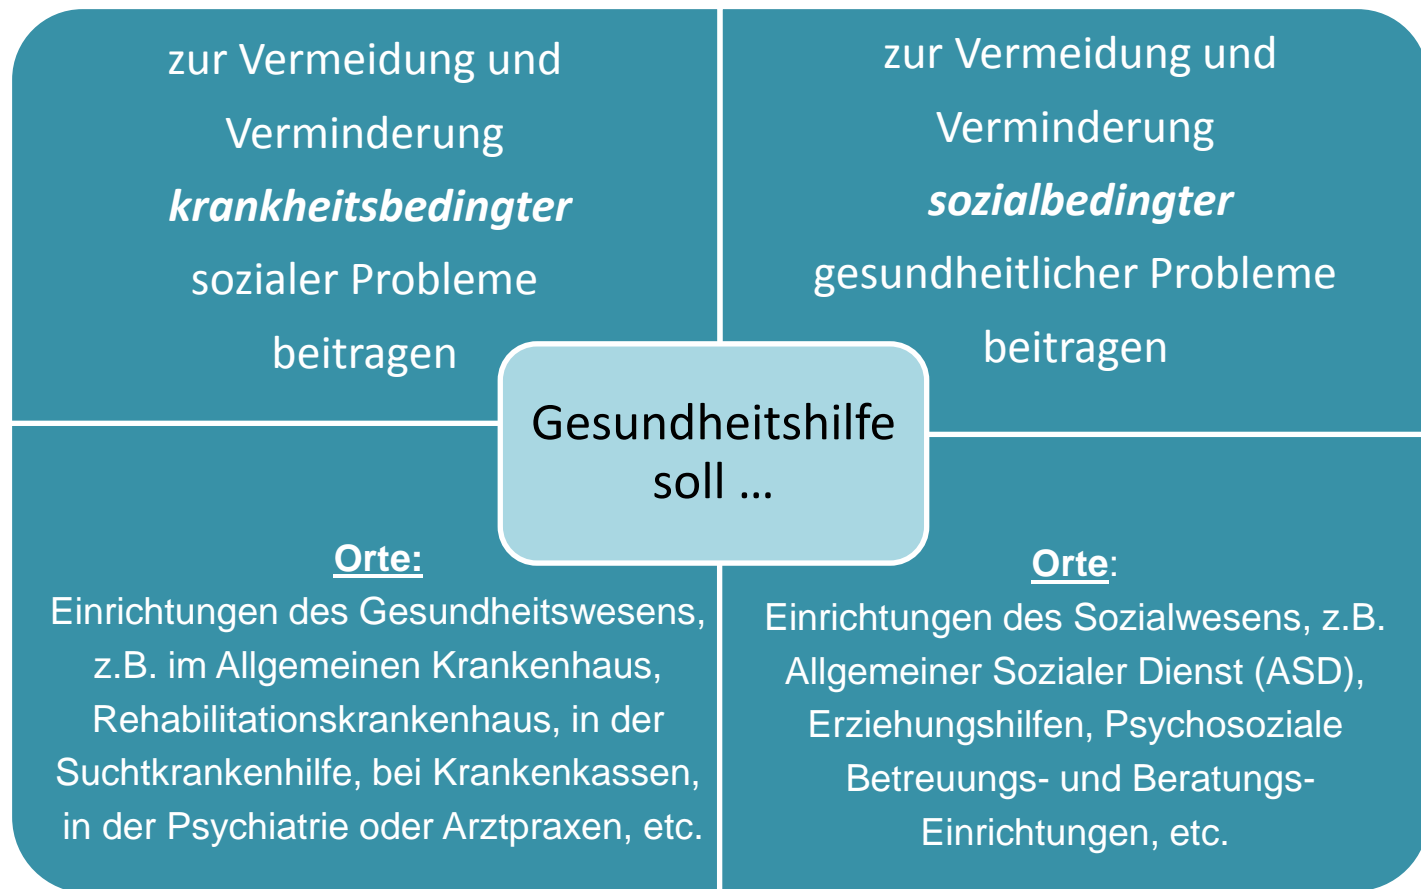 zur Vermeidung und
Verminderung
krankheitsbedingter
sozialer Probleme
beitragen
zur Vermeidung und
Verminderung
sozialbedingter
gesundheitlicher Probleme
beitragen
Gesundheitshilfe
soll ...
Orte:
Einrichtungen des Gesundheitswesens,
z.B. im Allgemeinen Krankenhaus,
Rehabilitationskrankenhaus, in der
Suchtkrankenhilfe, bei Krankenkassen,
in der Psychiatrie oder Arztpraxen, etc.
Orte:
Einrichtungen des Sozialwesens, z.B.
Allgemeiner Sozialer Dienst (ASD),
Erziehungshilfen, Psychosoziale
Betreuungs- und Beratungs-
Einrichtungen, etc.